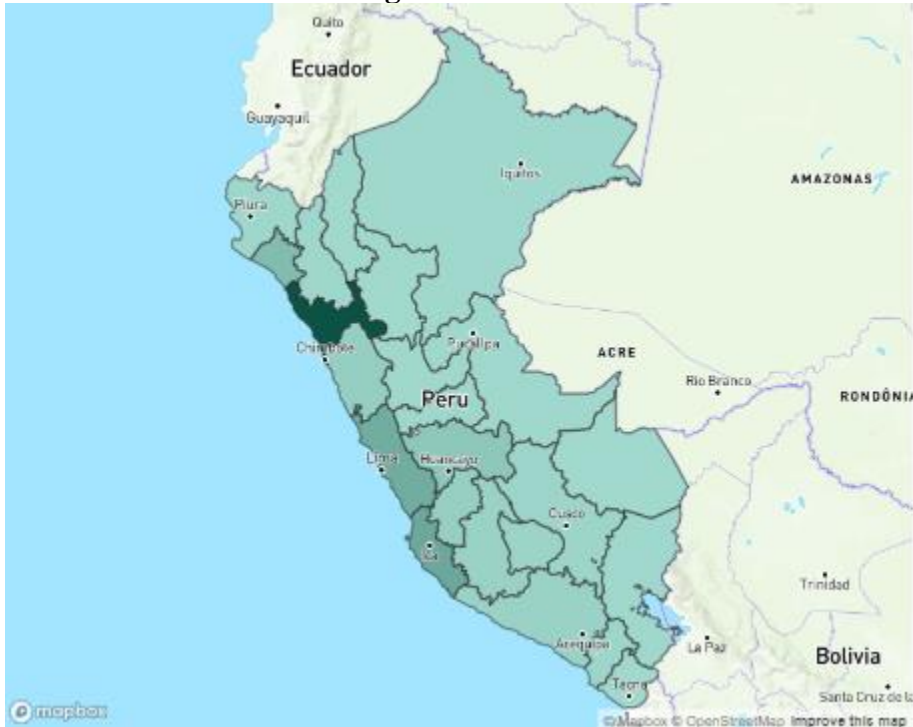 Quito
Ecuador
Guayaquil
Iquitos
AMAZONAS
Piura
Chimbote
Pucallpa
ACRE
Rio Branco
RONDÔNIA
Peru
Lima
Huancayo
Cusco
Ica
Trinidad
Arequipa
La Paz
Bolivia
Tacna
Santa Cruz de la
mapbox
© Mapbox © OpenStreetMap Improve this map